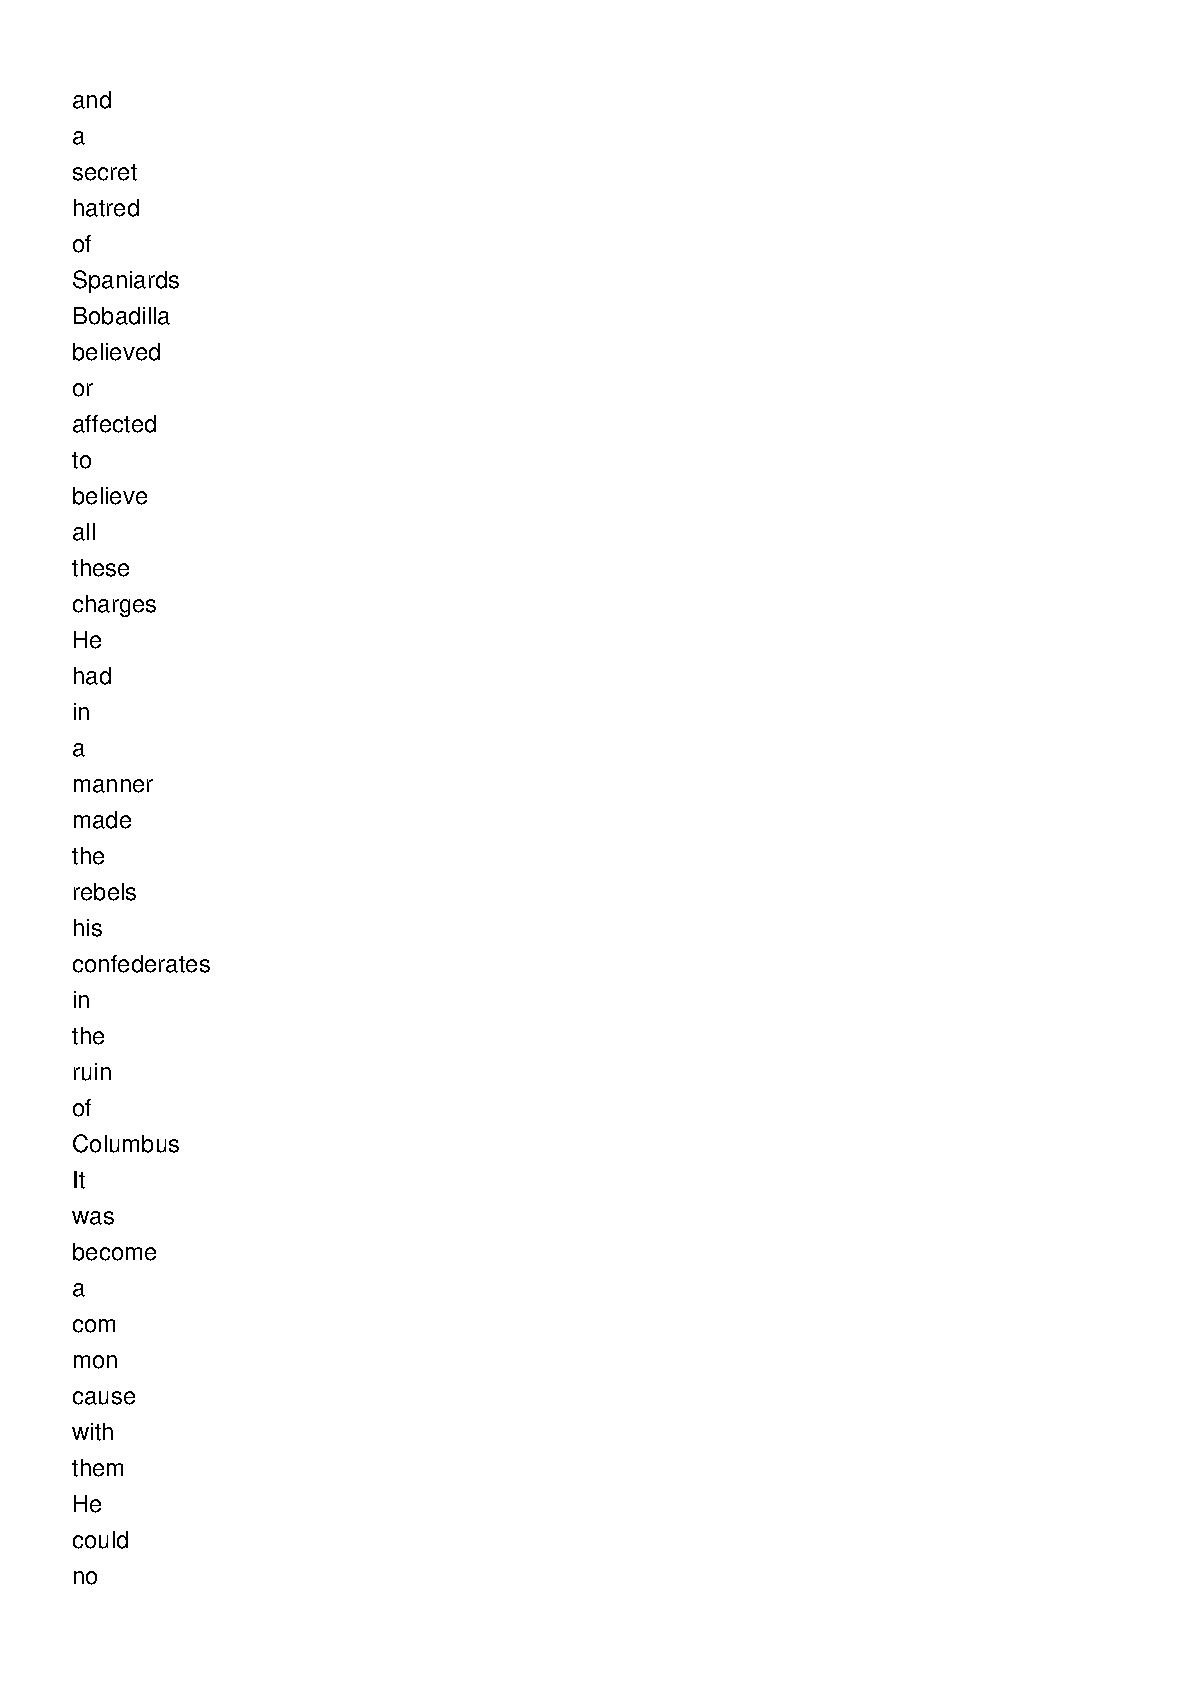 and
a
secret
hatred
of
Spaniards
Bobadilla
believed
or
affected
to
believe
all
these
charges
He
had
in
a
manner
made
the
rebels
his
confederates
in
the
ruin
of
Columbus
It
was
become
a
com
mon
cause
with
them
He
could
no